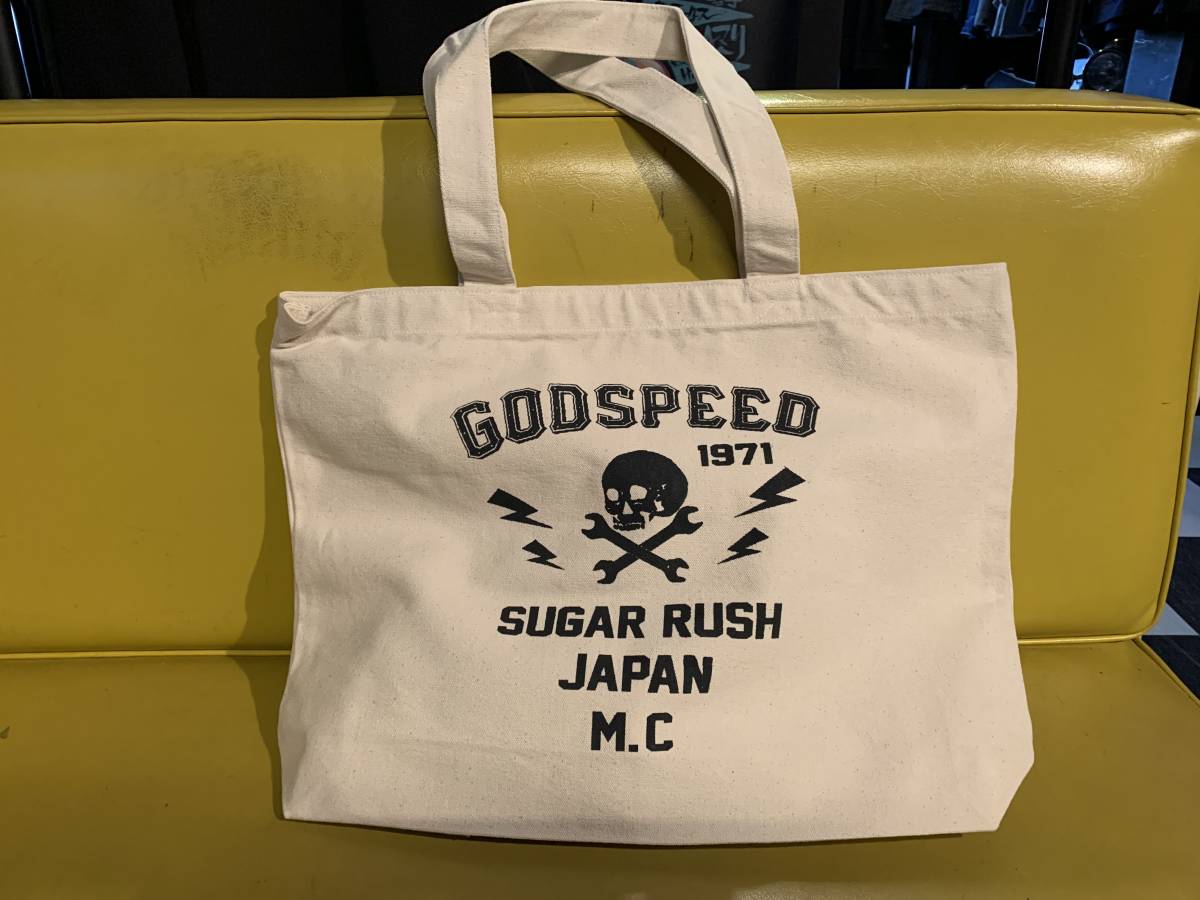 GODSPEED
1971
SUGAR RUSH
JAPAN
M.C